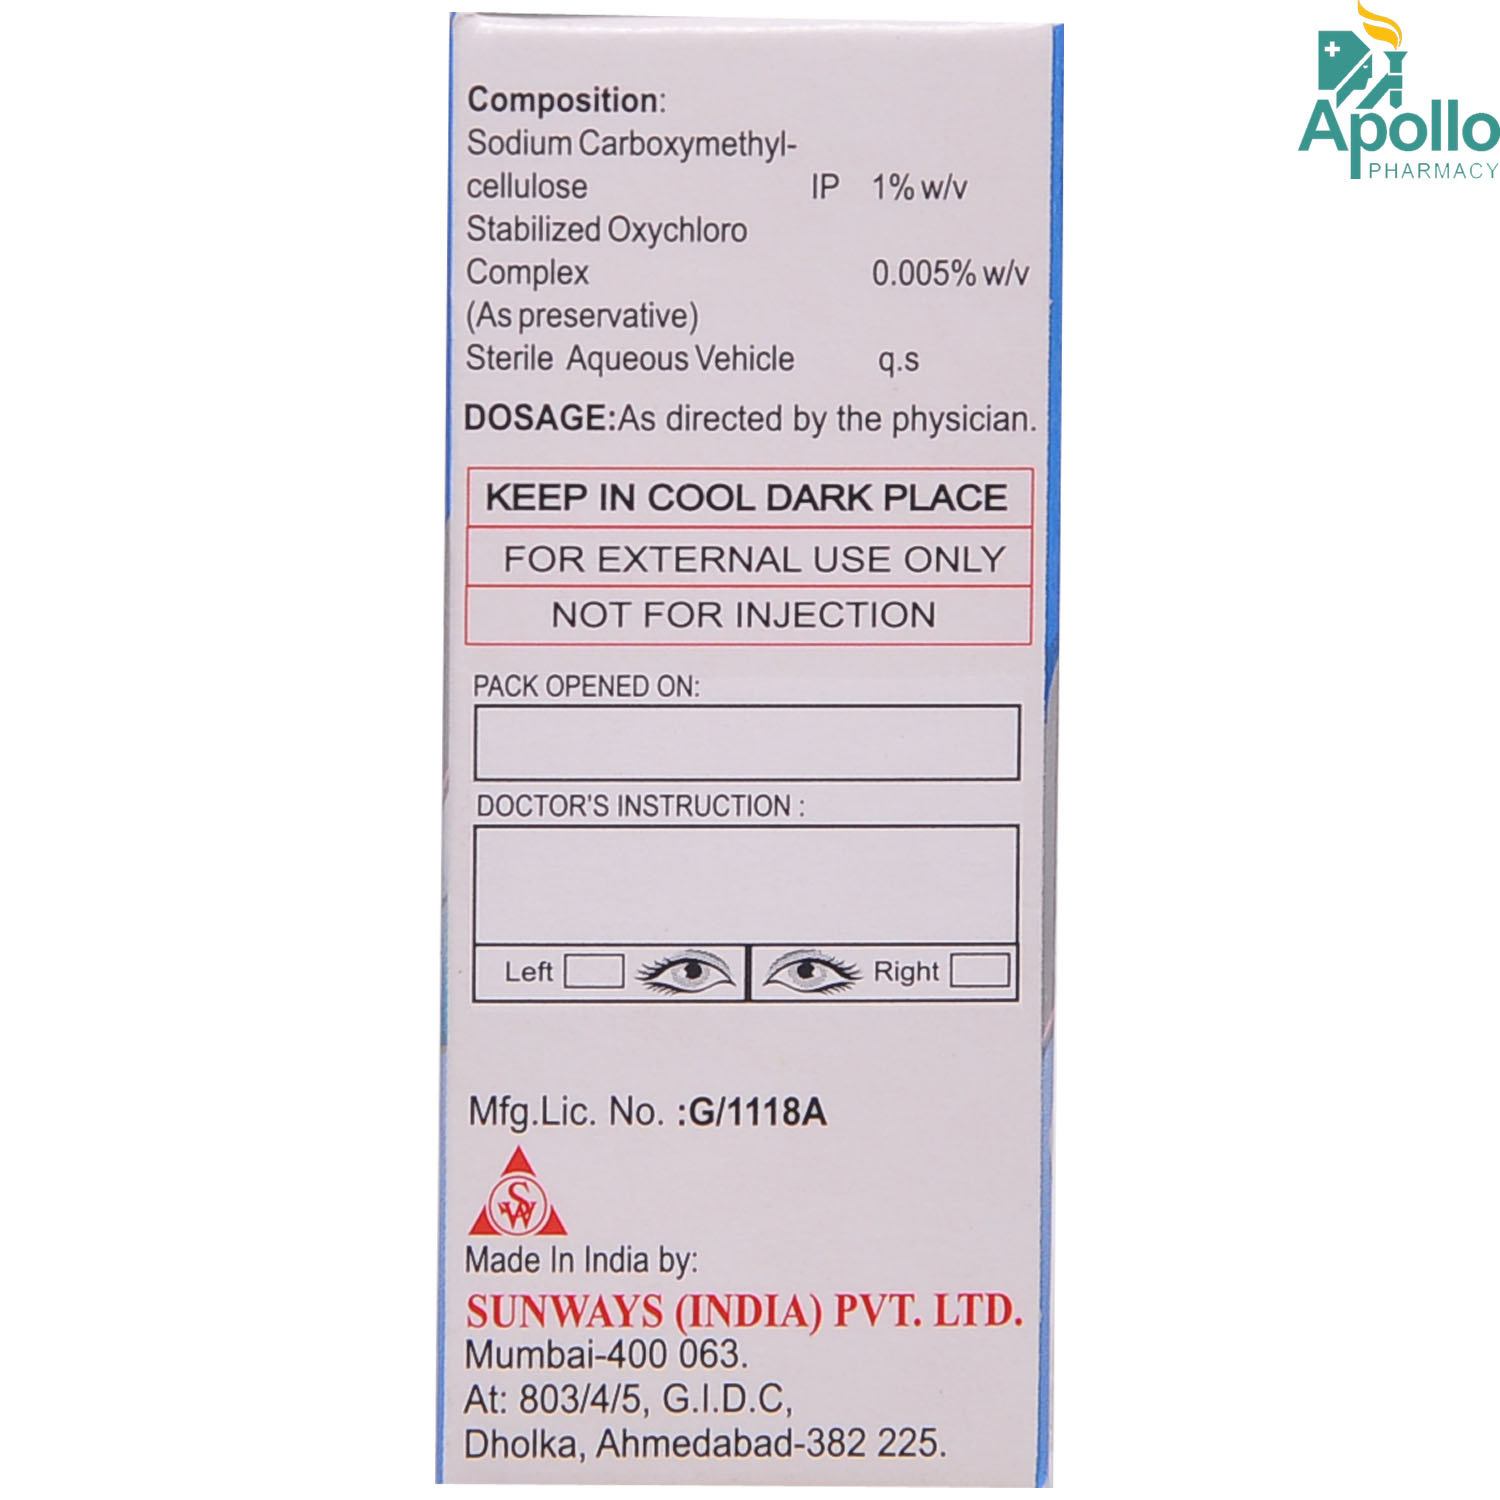 Apollo
PHARMACY
Composition:
Sodium Carboxymethyl-
cellulose IP 1% w/v
Stabilized Oxychloro
Complex 0.005% w/v
(As preservative)
Sterile Aqueous Vehicle q.s
DOSAGE:As directed by the physician.
KEEP IN COOL DARK PLACE
FOR EXTERNAL USE ONLY
NOT FOR INJECTION
PACK OPENED ON:
DOCTOR'S INSTRUCTION :
Left Right
Mfg.Lic. No. :G/1118A
SW
Made In India by:
SUNWAYS (INDIA) PVT. LTD.
Mumbai-400 063.
At: 803/4/5, G.I.D.C,
Dholka, Ahmedabad-382 225.